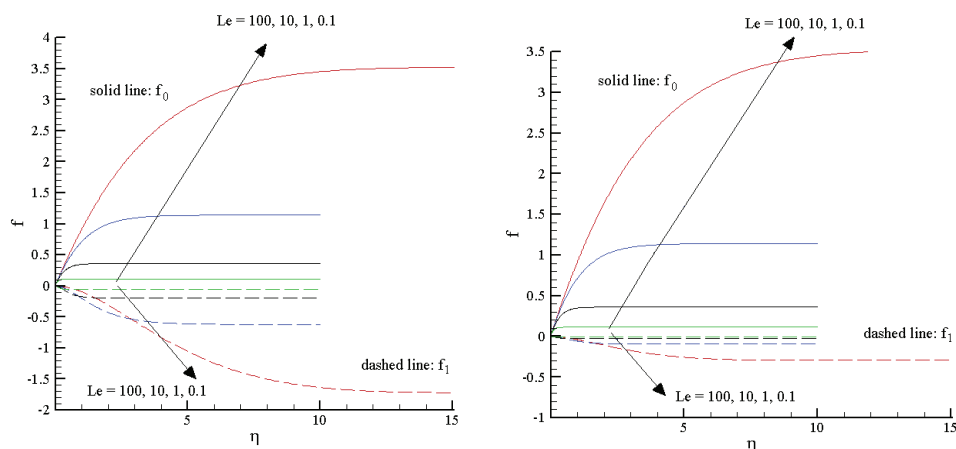 Le = 100, 10, 1, 0.1
4
3.5
3
2.5
2
1.5
1
0.5
0
-0.5
-1
-1.5
-2
f
solid line: f0
dashed line: f1
Le = 100, 10, 1, 0.1
5
10
15
η
Le = 100, 10, 1, 0.1
3.5
3
2.5
2
1.5
1
0.5
0
-0.5
-1
f
solid line: f0
dashed line: f1
Le = 100, 10, 1, 0.1
5
10
15
η